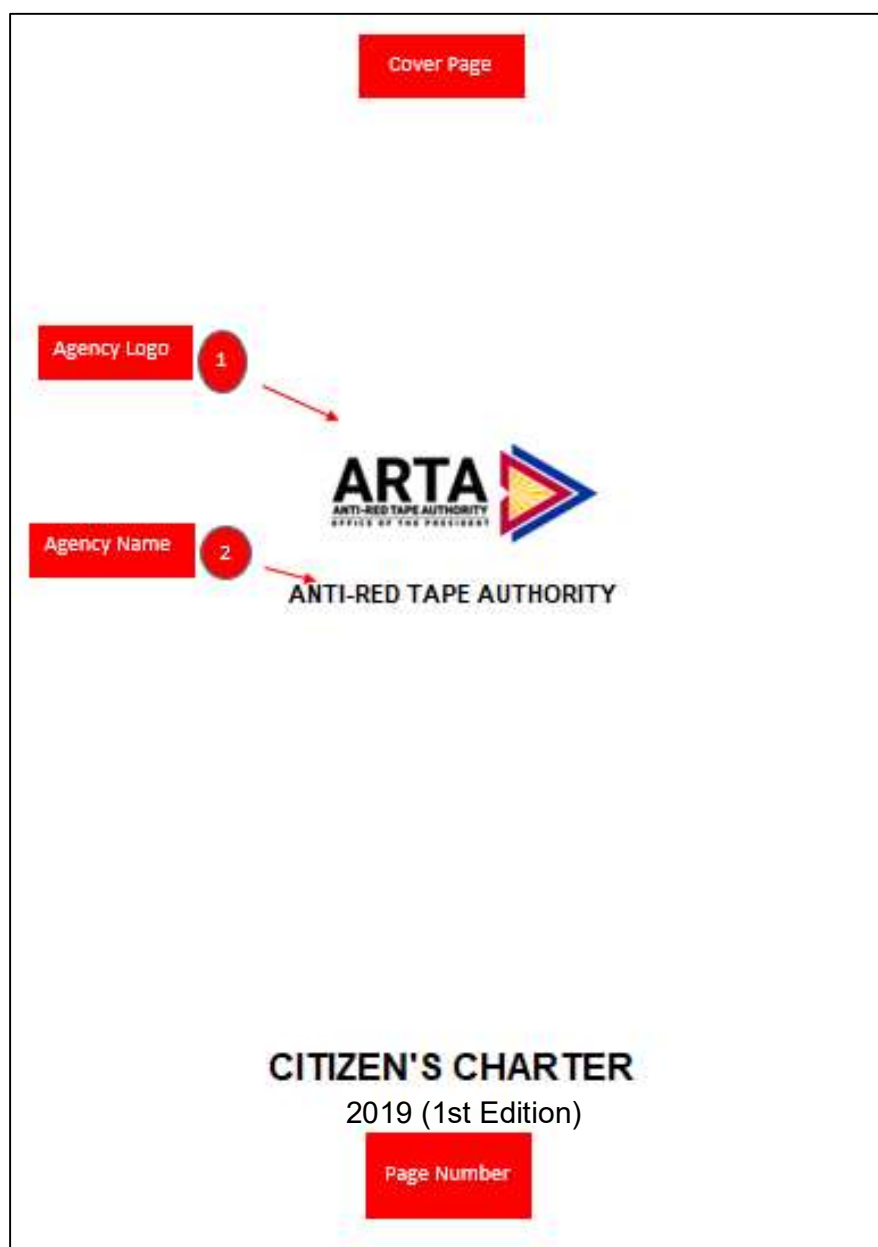 Cover Page
Agency Logo
1
ARTA
ANTI-RED TAPE AUTHORITY
OFFICE OF THE PRESIDENT
Agency Name
2
ANTI-RED TAPE AUTHORITY
CITIZEN'S CHARTER
2019 (1st Edition)
Page Number